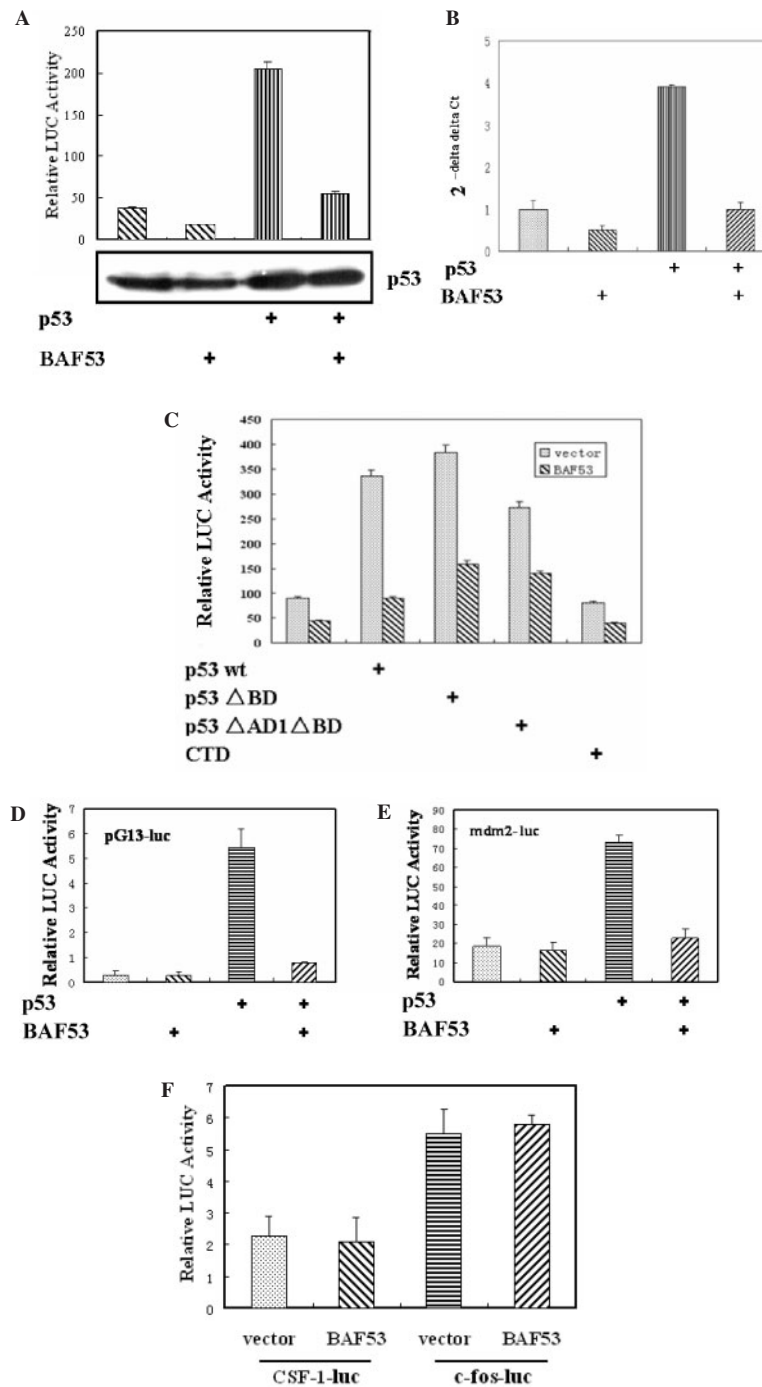 A
Relative LUC Activity
250
200
150
100
50
0
p53
p53 + +
BAF53 + +
B
2 -delta delta Ct
5
4
3
2
1
0
p53 + +
BAF53 + +
C
Relative LUC Activity
450
400
350
300
250
200
150
100
50
0
vector
BAF53
p53 wt +
p53 △BD +
p53 △AD1△BD +
CTD +
D
Relative LUC Activity
7
6
5
4
3
2
1
0
pG13-luc
p53 + +
BAF53 + +
E
Relative LUC Activity
90
80
70
60
50
40
30
20
10
0
mdm2-luc
p53 + +
BAF53 + +
F
Relative LUC Activity
7
6
5
4
3
2
1
0
vector BAF53 vector BAF53
CSF-1-luc c-fos-luc